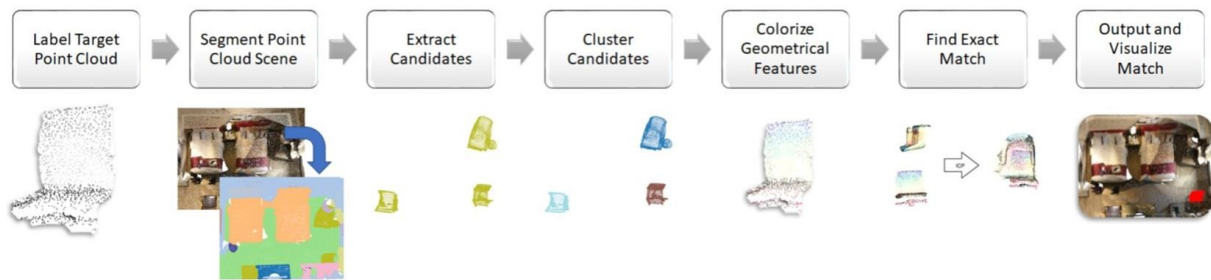 Label Target
Point Cloud
Segment Point
Cloud Scene
Extract
Candidates
Cluster
Candidates
Colorize
Geometrical
Features
Find Exact
Match
Output and
Visualize
Match